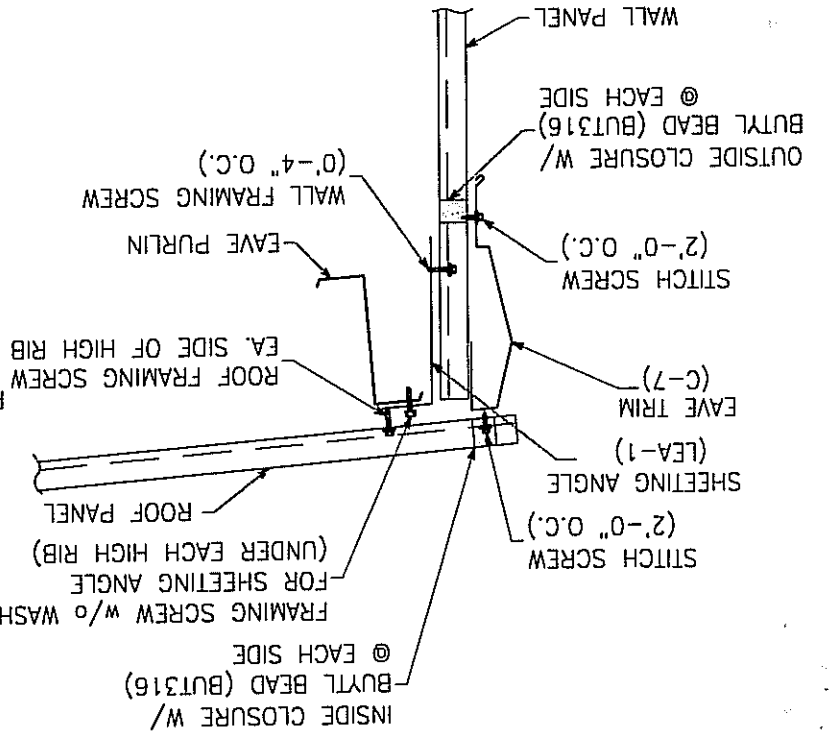 INSIDE CLOSURE W/
BUYTL BEAD (BUT316)
@ EACH SIDE
FRAMING SCREW w/o WASH
FOR SHEETING ANGLE
(UNDER EACH HIGH RIB)
ROOF PANEL
STITCH SCREW
(2'-0" O.C.)
SHEETING ANGLE
(LEA-1)
EAVE TRIM
(C-7)
ROOF FRAMING SCREW
EA. SIDE OF HIGH RIB
EAVE PURLIN
STITCH SCREW
(2'-0" O.C.)
WALL FRAMING SCREW
(0'-4" O.C.)
OUTSIDE CLOSURE W/
BUTYL BEAD (BUT316)
@ EACH SIDE
WALL PANEL